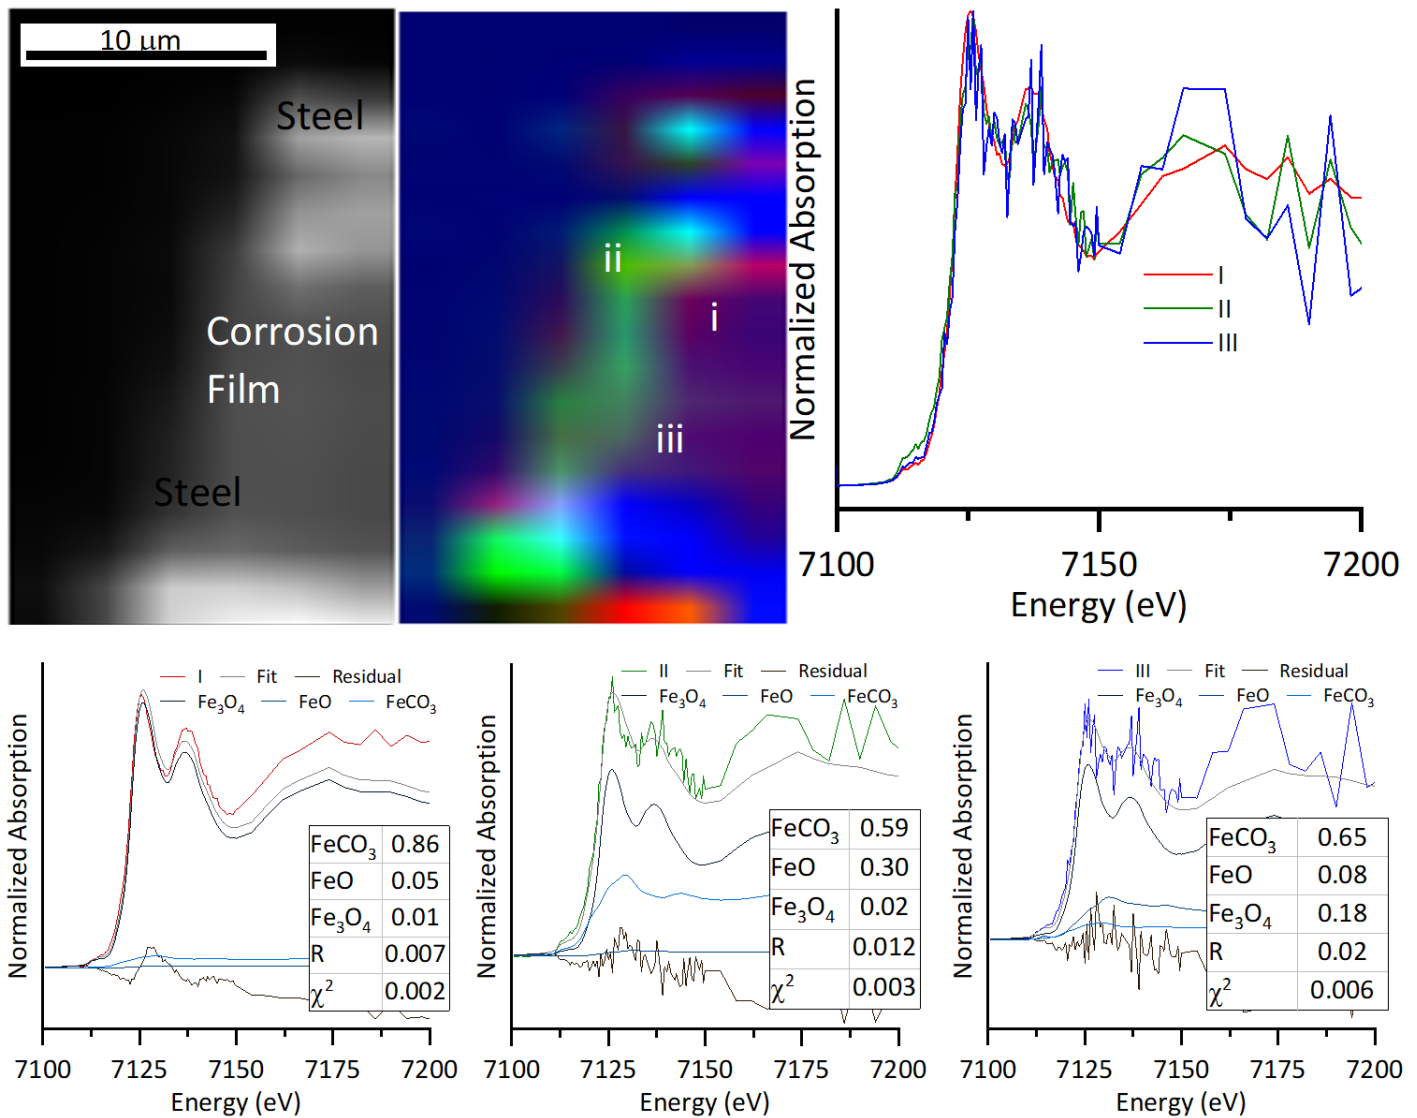 10 µm
Steel
Corrosion
Film
Steel
ii
i
iii
Normalized Absorption
I
II
III
7100 7150 7200
Energy (eV)
I Fit Residual
Fe₃O₄ FeO FeCO₃
Normalized Absorption
FeCO₃ 0.86
FeO 0.05
Fe₃O₄ 0.01
R 0.007
χ² 0.002
7100 7125 7150 7175 7200
Energy (eV)
II Fit Residual
Fe₃O₄ FeO FeCO₃
Normalized Absorption
FeCO₃ 0.59
FeO 0.30
Fe₃O₄ 0.02
R 0.012
χ² 0.003
7100 7125 7150 7175 7200
Energy (eV)
III Fit Residual
Fe₃O₄ FeO FeCO₃
Normalized Absorption
FeCO₃ 0.65
FeO 0.08
Fe₃O₄ 0.18
R 0.02
χ² 0.006
7100 7125 7150 7175 7200
Energy (eV)